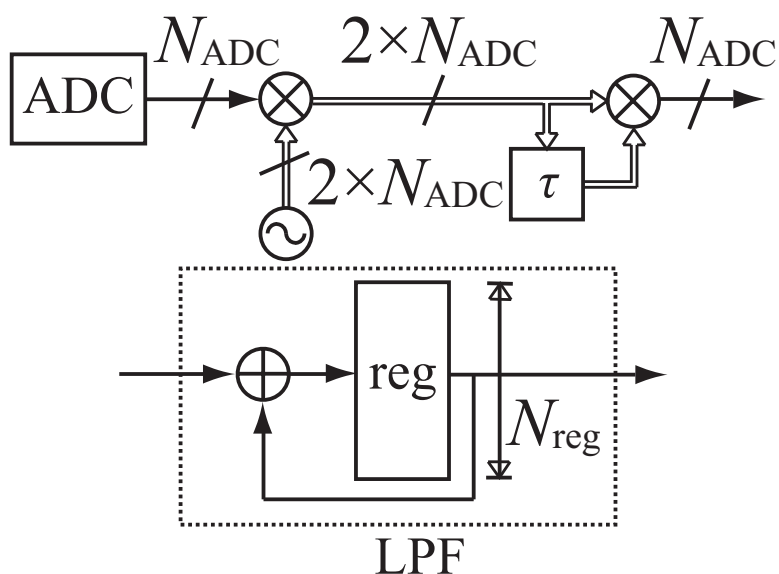 N_ADC 2×N_ADC N_ADC
ADC
2×N_ADC τ
reg
N_reg
LPF